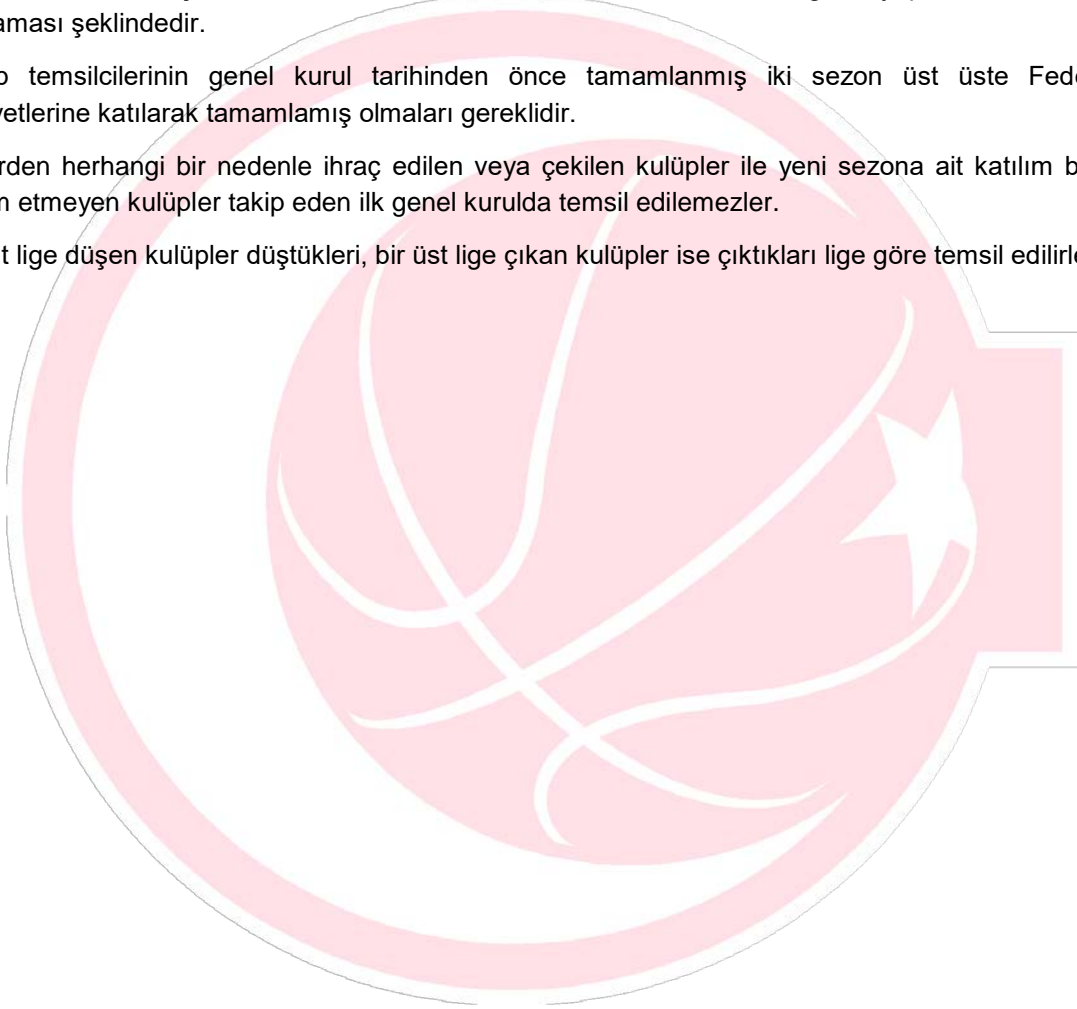 aması şeklindedir.
p temsilcilerinin genel kurul tarihinden önce tamamlanmış iki sezon üst üste Fede
yetlerine katılarak tamamlamış olmaları gereklidir.
rden herhangi bir nedenle ihraç edilen veya çekilen kulüpler ile yeni sezona ait katılım b
m etmeyen kulüpler takip eden ilk genel kurulda temsil edilemezler.
t lige düşen kulüpler düştükleri, bir üst lige çıkan kulüpler ise çıktıkları lige göre temsil edilirle